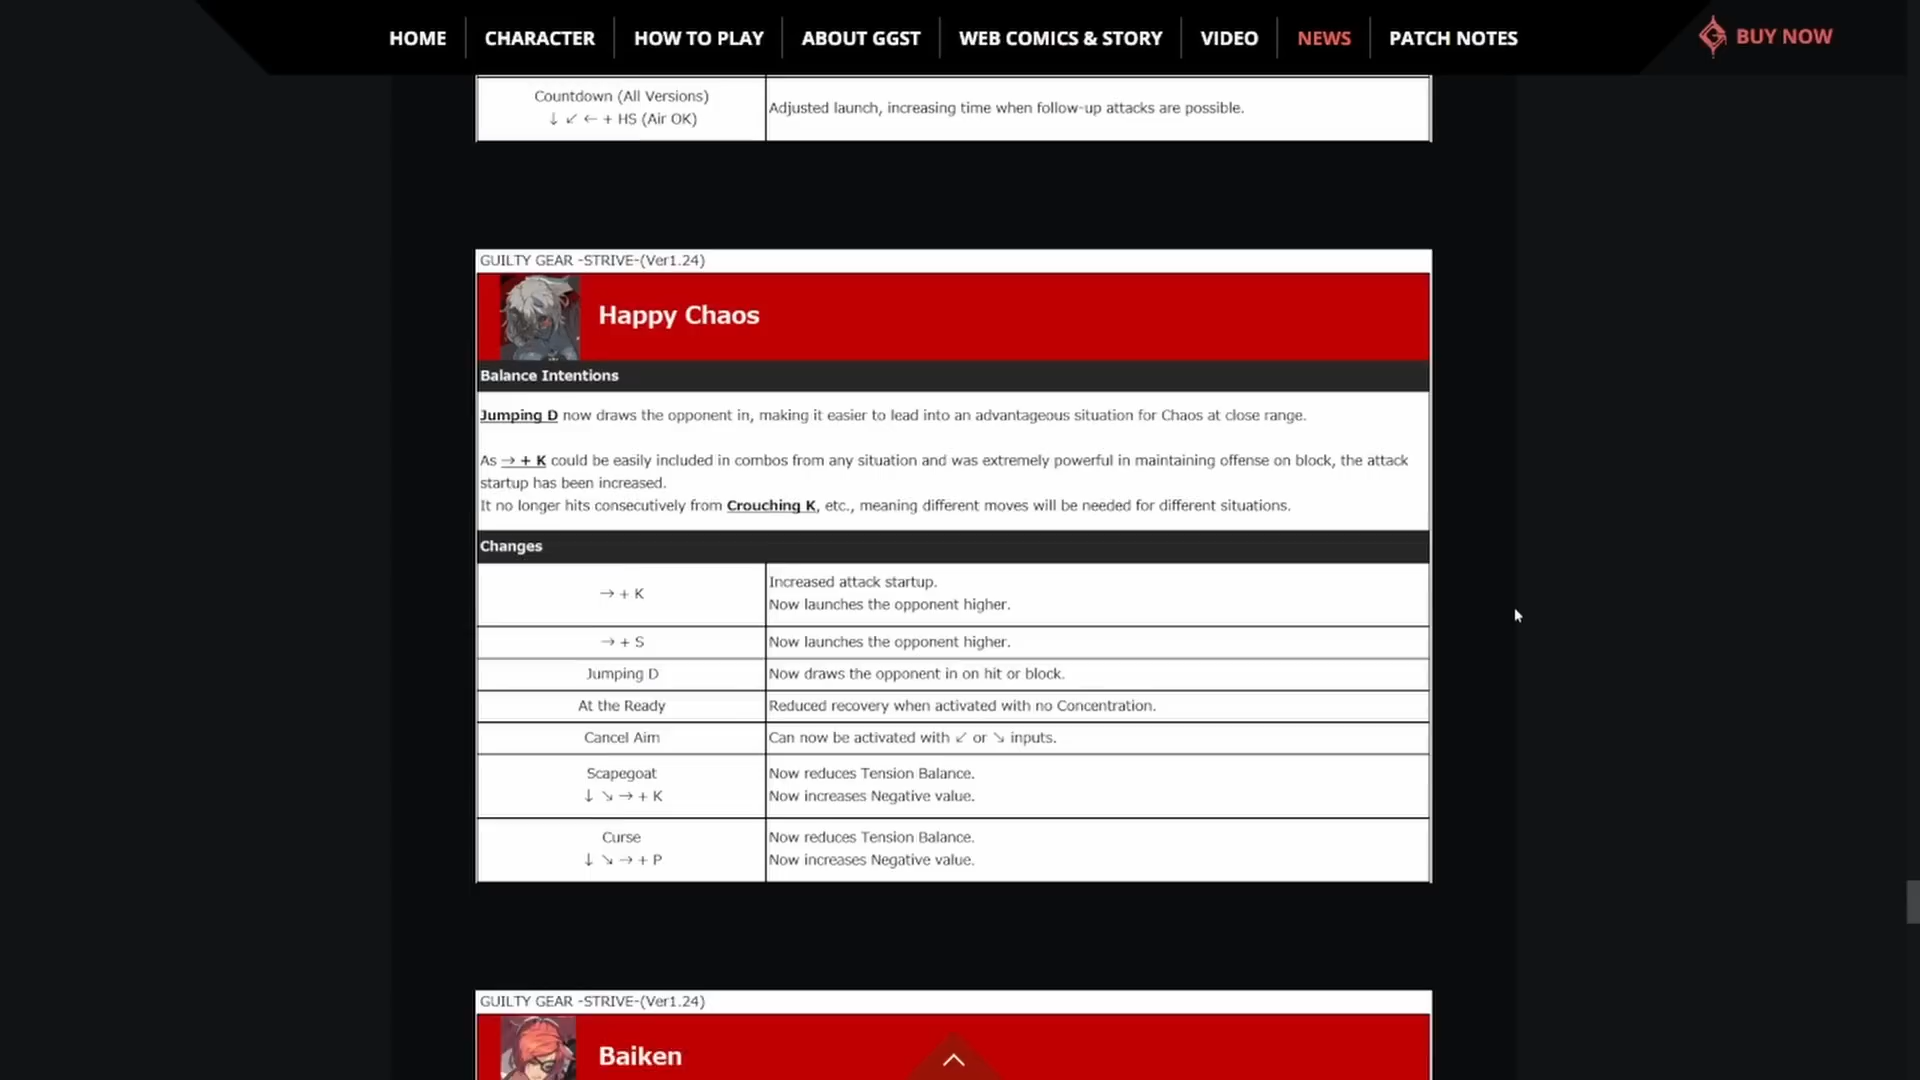 HOME
CHARACTER
HOW TO PLAY
ABOUT GGST
WEB COMICS & STORY
VIDEO
NEWS
PATCH NOTES
BUY NOW
Countdown (All Versions)
↓ ↙ ← + HS (Air OK)
Adjusted launch, increasing time when follow-up attacks are possible.
GUILTY GEAR -STRIVE-(Ver1.24)
Happy Chaos
Balance Intentions
Jumping D now draws the opponent in, making it easier to lead into an advantageous situation for Chaos at close range.
As → + K could be easily included in combos from any situation and was extremely powerful in maintaining offense on block, the attack
startup has been increased.
It no longer hits consecutively from Crouching K, etc., meaning different moves will be needed for different situations.
Changes
→ + K
Increased attack startup.
Now launches the opponent higher.
→ + S
Now launches the opponent higher.
Jumping D
Now draws the opponent in on hit or block.
At the Ready
Reduced recovery when activated with no Concentration.
Cancel Aim
Can now be activated with ↙ or ↘ inputs.
Scapegoat
↓ ↘ → + K
Now reduces Tension Balance.
Now increases Negative value.
Curse
↓ ↘ → + P
Now reduces Tension Balance.
Now increases Negative value.
GUILTY GEAR -STRIVE-(Ver1.24)
Baiken